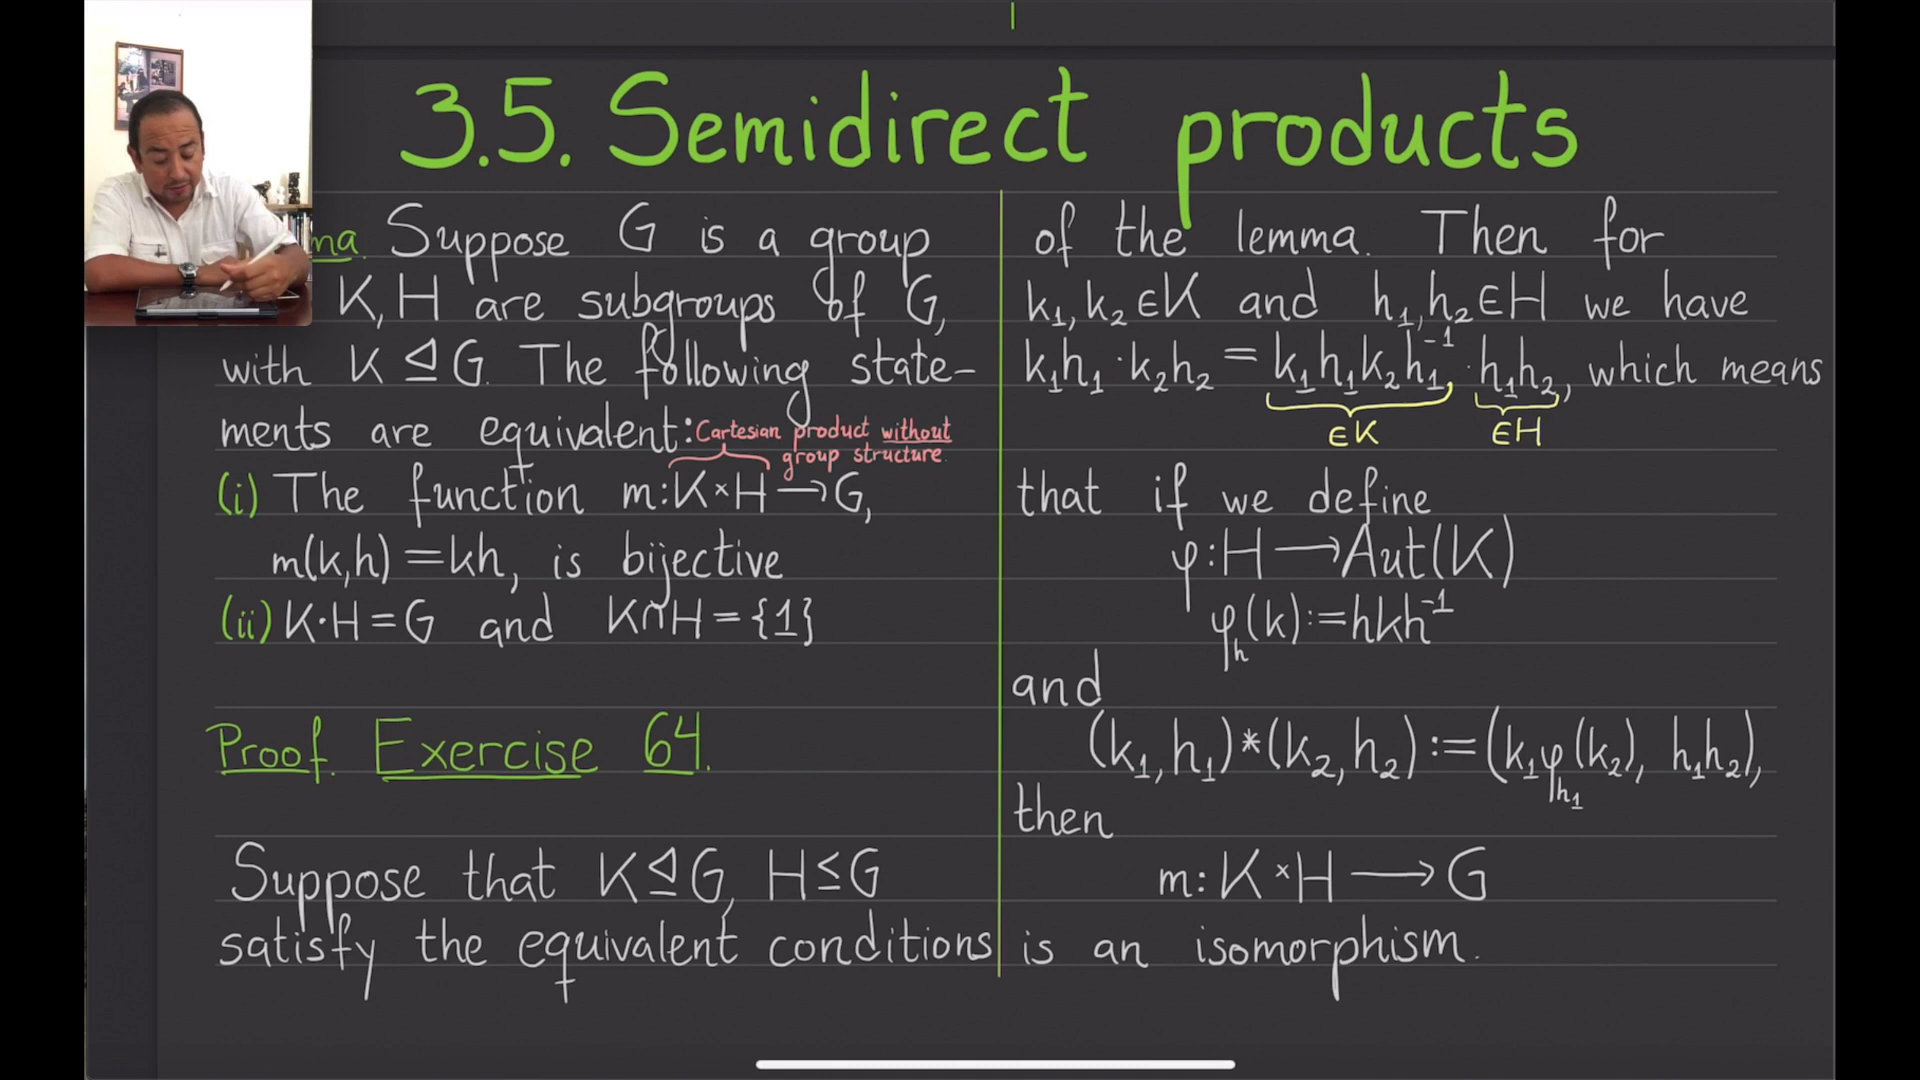 3.5. Semidirect products
ma. Suppose G is a group
K, H are subgroups of G,
with K ⊴ G. The following state-
ments are equivalent:
Cartesian product without
group structure.
(i) The function m: K×H → G,
m(k,h) = kh, is bijective
(ii) K·H = G and K∩H = {1}
Proof. Exercise 64.
Suppose that K ⊴ G, H ≤ G
satisfy the equivalent conditions
of the lemma. Then for
k₁, k₂ ∈ K and h₁, h₂ ∈ H we have
k₁h₁·k₂h₂ = k₁h₁k₂h₁⁻¹·h₁h₂, which means
∈K ∈H
that if we define
φ: H → Aut(K)
φ_h(k) := hkh⁻¹
and
(k₁, h₁)*(k₂, h₂) := (k₁φ_h₁(k₂), h₁h₂),
then
m: K×H → G
is an isomorphism.